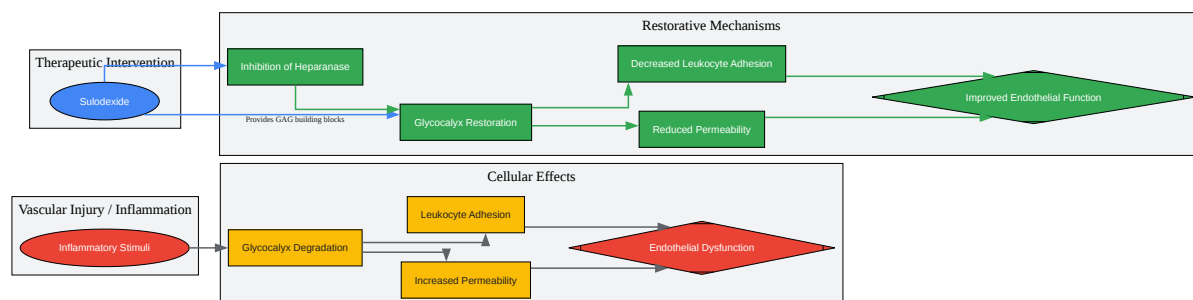 Restorative Mechanisms
Therapeutic Intervention
Sulodexide
Inhibition of Heparanase
Decreased Leukocyte Adhesion
Improved Endothelial Function
Provides GAG building blocks
Glycocalyx Restoration
Reduced Permeability
Cellular Effects
Vascular Injury / Inflammation
Inflammatory Stimuli
Glycocalyx Degradation
Leukocyte Adhesion
Increased Permeability
Endothelial Dysfunction